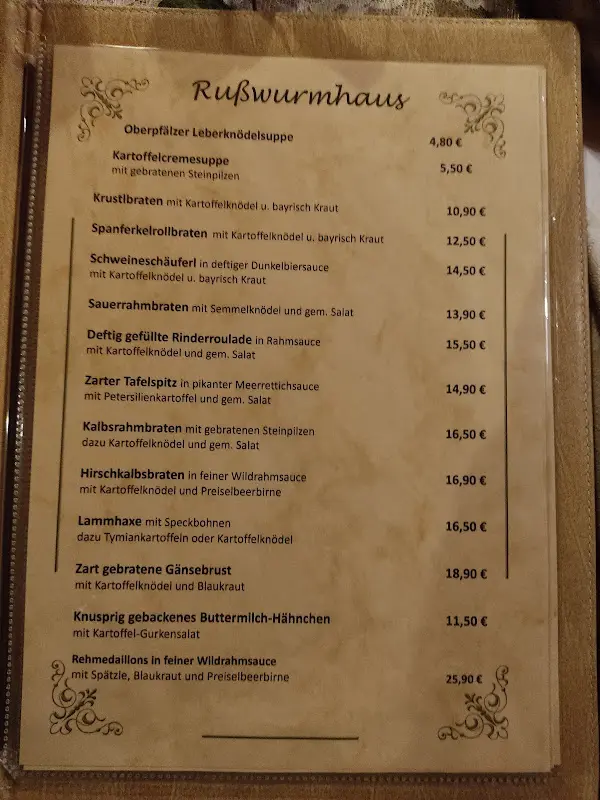 Rußwurmhaus
Oberpfälzer Leberknödelsuppe 4,80 €
Kartoffelcremesuppe 5,50 €
mit gebratenen Steinpilzen
Krustlbraten mit Kartoffelknödel u. bayrisch Kraut 10,90 €
Spanferkelrollbraten mit Kartoffelknödel u. bayrisch Kraut 12,50 €
Schweineschäuferl in deftiger Dunkelbiersauce 14,50 €
mit Kartoffelknödel u. bayrisch Kraut
Sauerrahmbraten mit Semmelknödel und gem. Salat 13,90 €
Deftig gefüllte Rinderroulade in Rahmsauce 15,50 €
mit Kartoffelknödel und gem. Salat
Zarter Tafelspitz in pikanter Meerrettichsauce 14,90 €
mit Petersilienkartoffel und gem. Salat
Kalbsrahmbraten mit gebratenen Steinpilzen 16,50 €
dazu Kartoffelknödel und gem. Salat
Hirschkalbsbraten in feiner Wildrahmsauce 16,90 €
mit Kartoffelknödel und Preiselbeerbirne
Lammhaxe mit Speckbohnen 16,50 €
dazu Tymiankartoffeln oder Kartoffelknödel
Zart gebratene Gänsebrust 18,90 €
mit Kartoffelknödel und Blaukraut
Knusprig gebackenes Buttermilch-Hähnchen 11,50 €
mit Kartoffel-Gurkensalat
Rehmedaillons in feiner Wildrahmsauce
mit Spätzle, Blaukraut und Preiselbeerbirne 25,90 €